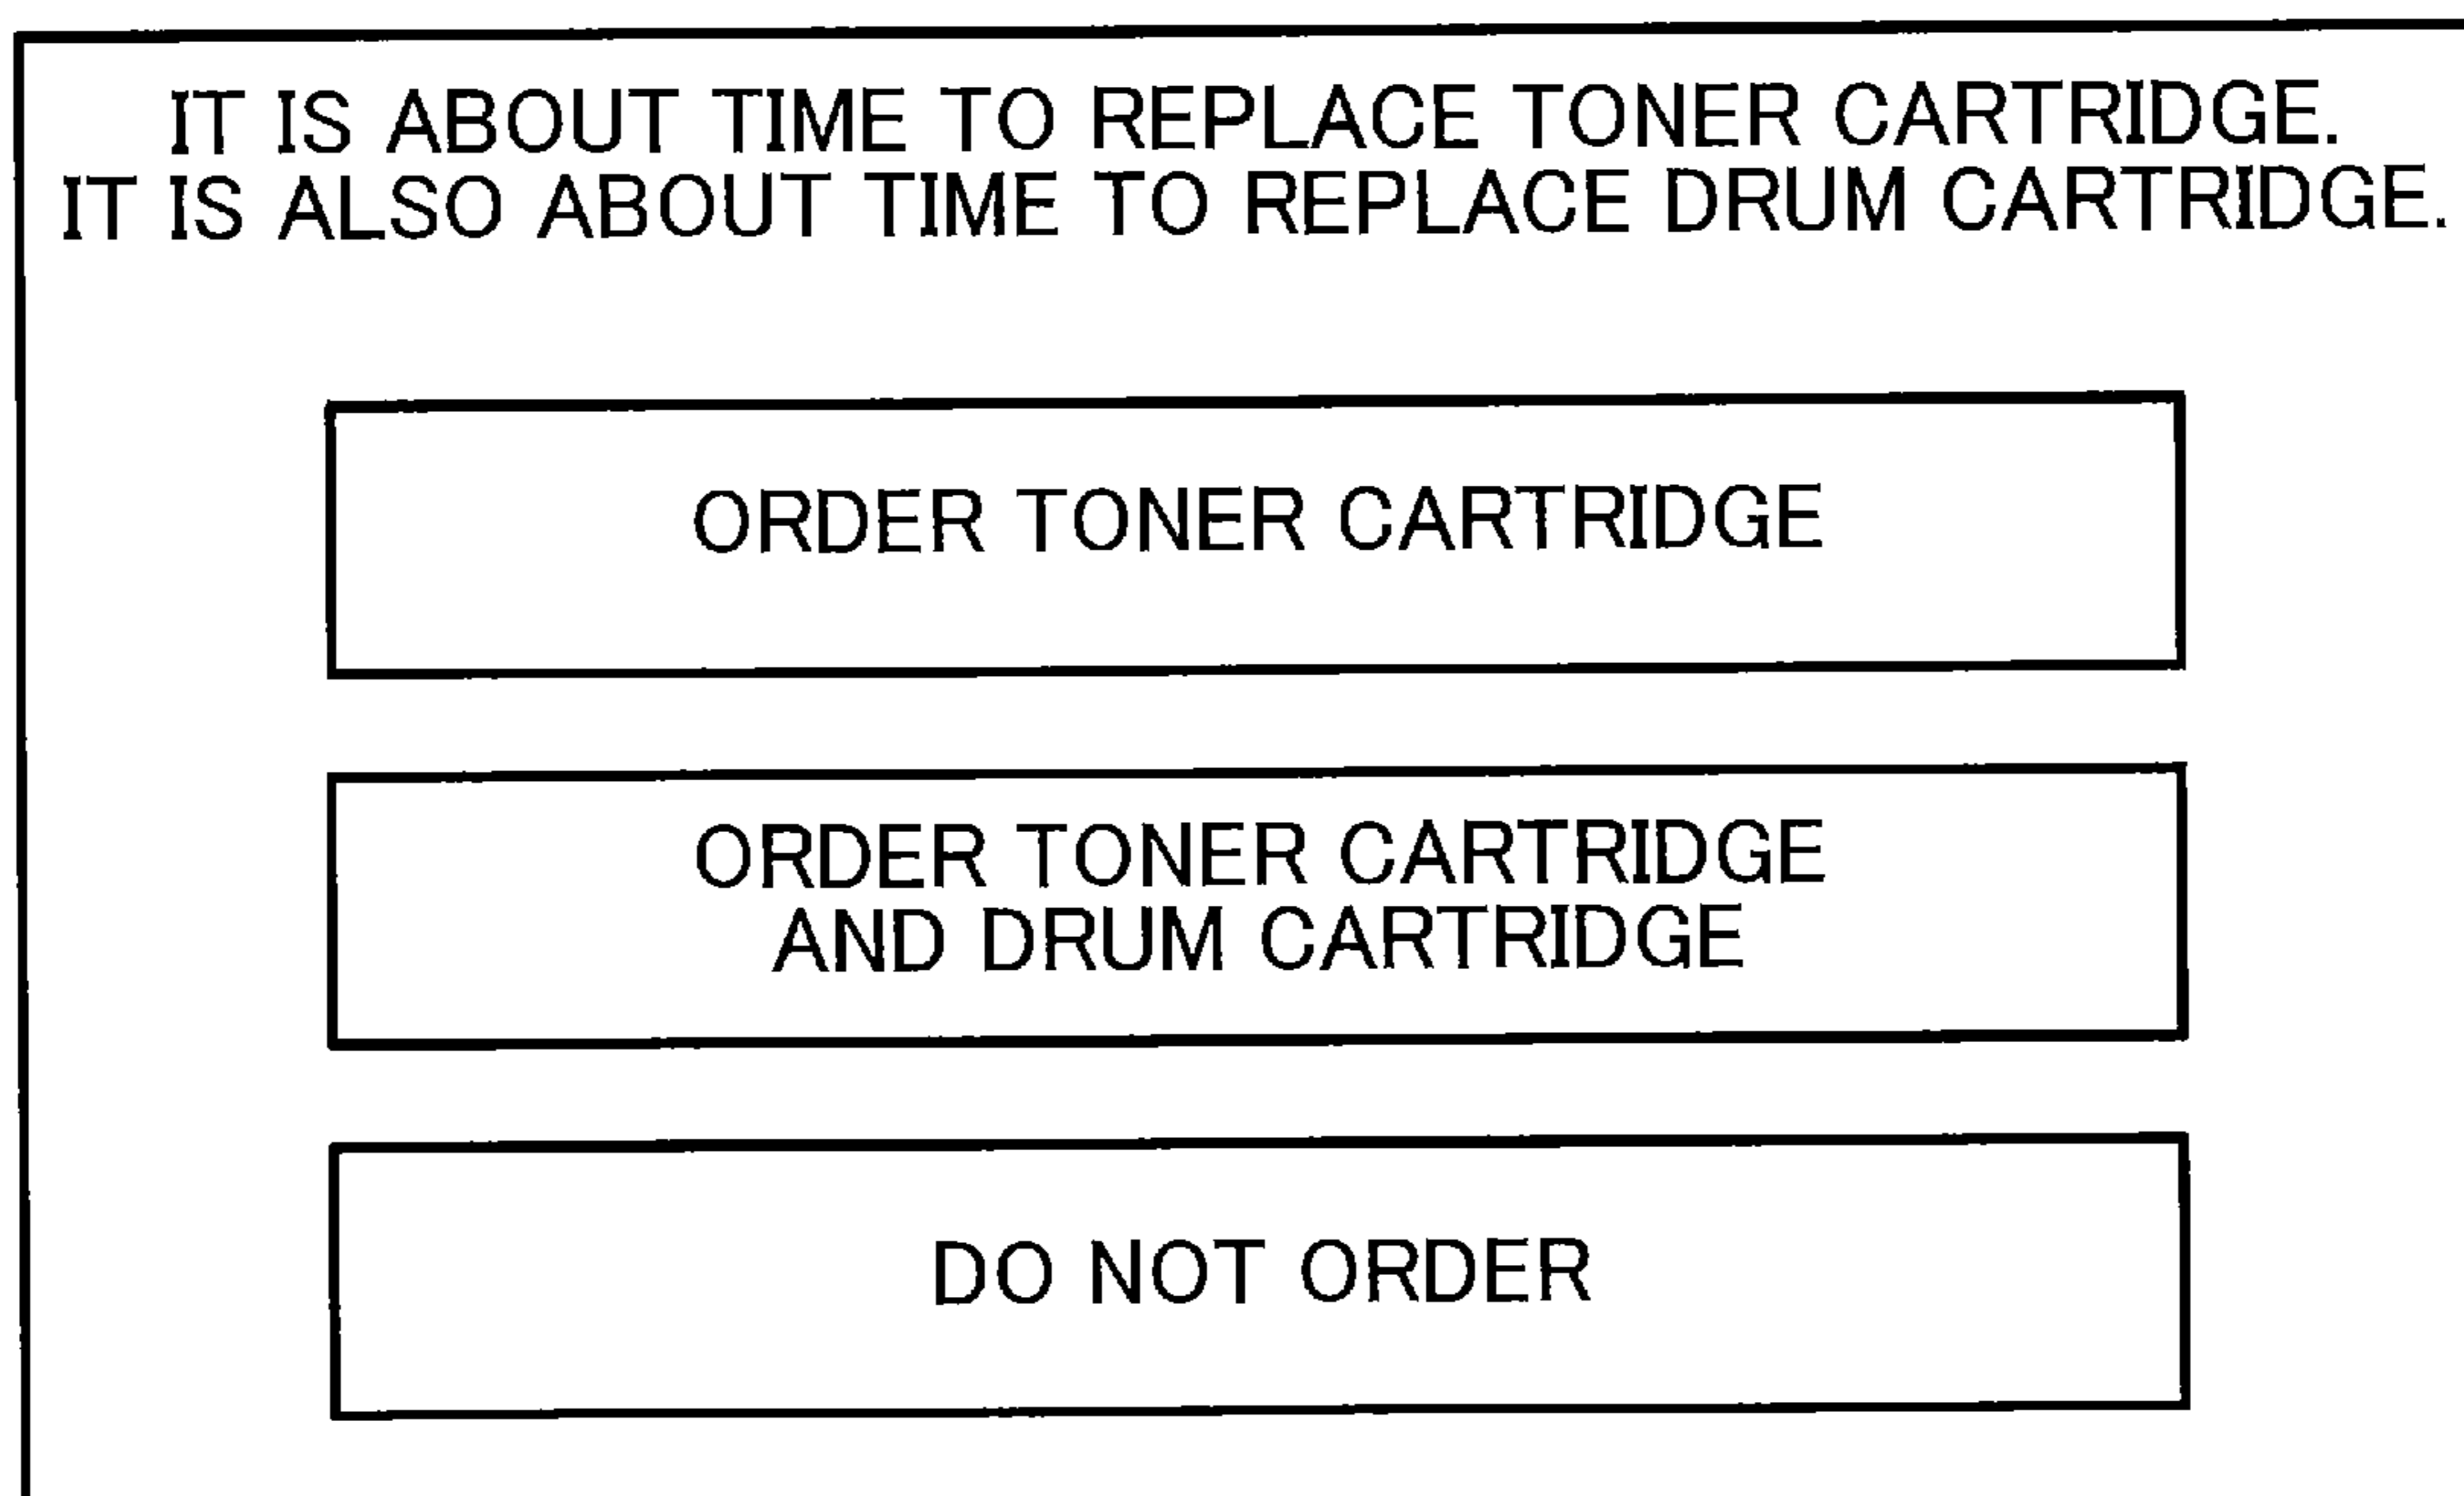 IT IS ABOUT TIME TO REPLACE TONER CARTRIDGE.
IT IS ALSO ABOUT TIME TO REPLACE DRUM CARTRIDGE.
ORDER TONER CARTRIDGE
ORDER TONER CARTRIDGE
AND DRUM CARTRIDGE
DO NOT ORDER